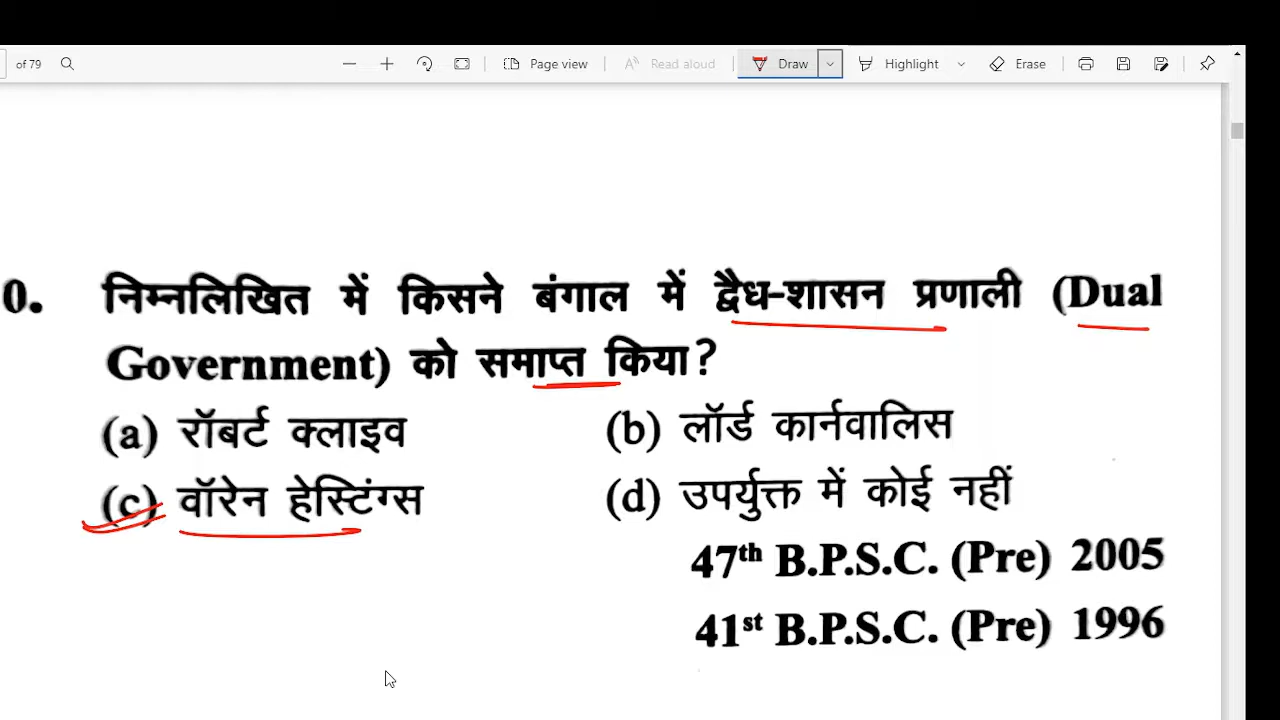 of 79 Page view Read aloud Draw Highlight Erase
0. निम्नलिखित में किसने बंगाल में द्वैध-शासन प्रणाली (Dual
Government) को समाप्त किया?
(a) रॉबर्ट क्लाइव (b) लॉर्ड कार्नवालिस
(c) वॉरेन हेस्टिंग्स (d) उपर्युक्त में कोई नहीं
47th B.P.S.C. (Pre) 2005
41st B.P.S.C. (Pre) 1996